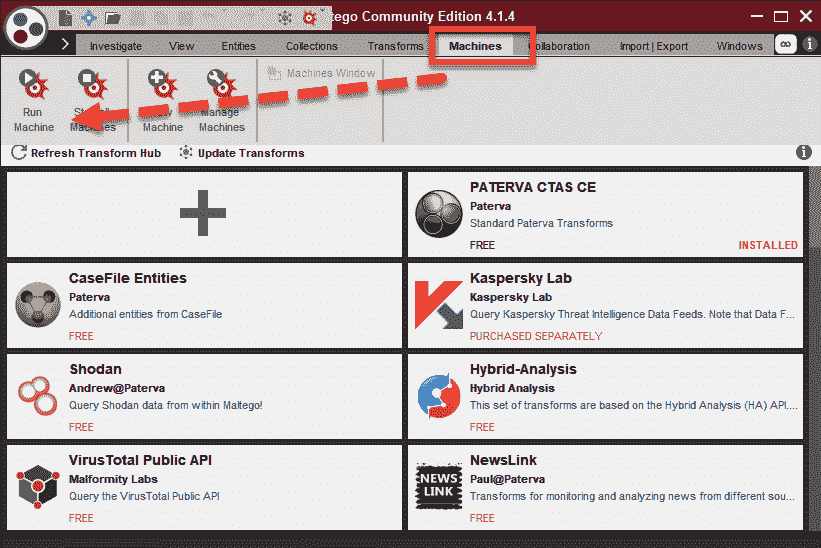 tego Community Edition 4.1.4
Investigate View Entities Collections Transforms Machines ollaboration Import | Export Windows
Machines Window
Run Machine
Machines
Machine
Manage Machines
Refresh Transform Hub Update Transforms
PATERVA CTAS CE
Paterva
Standard Paterva Transforms
FREE INSTALLED
CaseFile Entities
Paterva
Additional entities from CaseFile
FREE
Kaspersky Lab
Kaspersky Lab
Query Kaspersky Threat Intelligence Data Feeds. Note that Data F...
PURCHASED SEPARATELY
Shodan
Andrew@Paterva
Query Shodan data from within Maltego!
FREE
Hybrid-Analysis
Hybrid Analysis
This set of transforms are based on the Hybrid Analysis (HA) API....
FREE
VirusTotal Public API
Malformity Labs
Query the VirusTotal Public API
FREE
NEWS
LINK
NewsLink
Paul@Paterva
Transforms for monitoring and analyzing news from different sou...
FREE